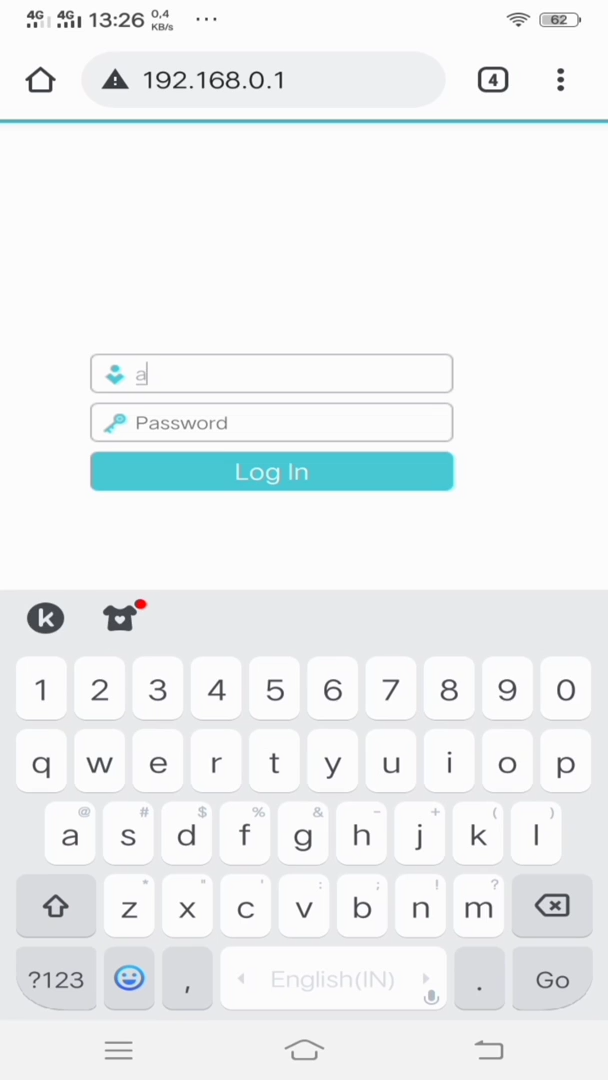 4G 4G 13:26 0,4 KB/s ... 62
192.168.0.1 4
a
Password
Log In
k
1 2 3 4 5 6 7 8 9 0
q w e r t y u i o p
@ # $ % & - + ( )
a s d f g h j k l
* " ' : ; ! ?
z x c v b n m
?123 , English(IN) . Go